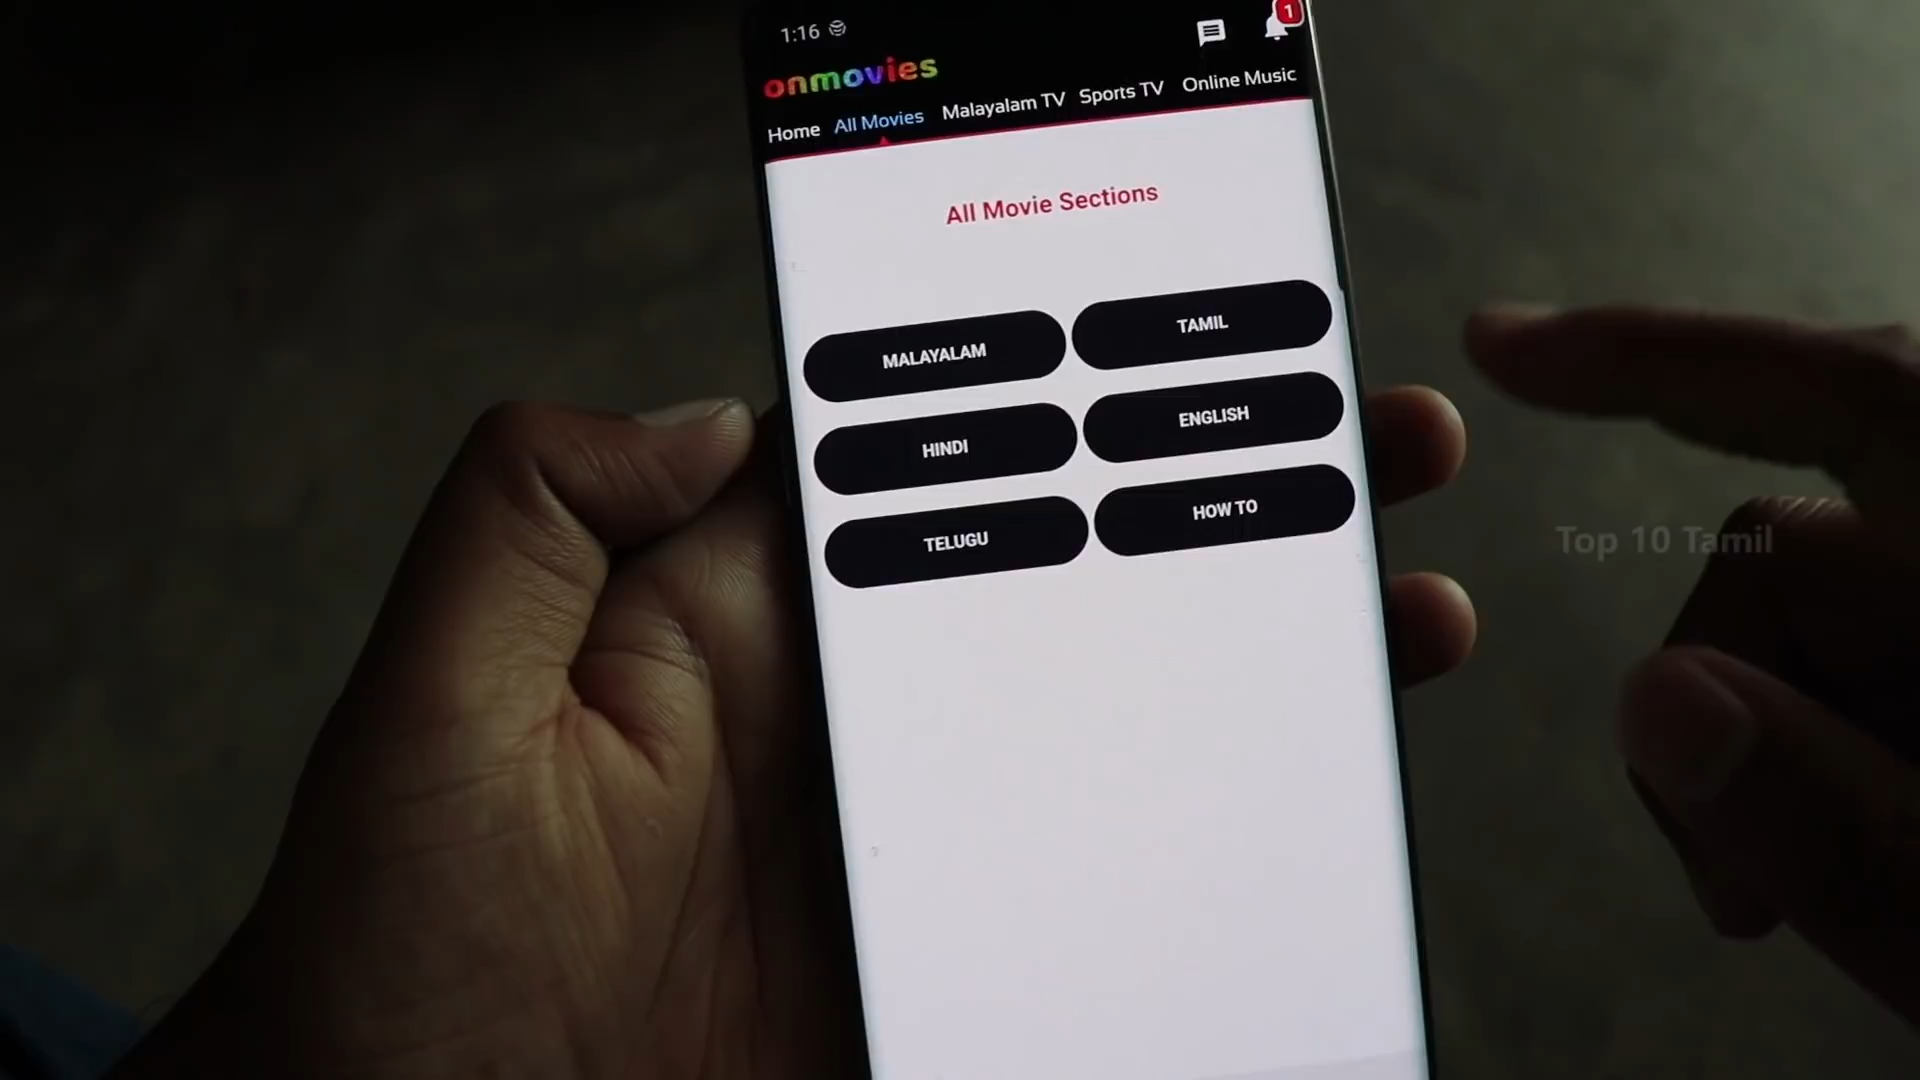 1:16
1
onmovies
Home All Movies Malayalam TV Sports TV Online Music
All Movie Sections
MALAYALAM TAMIL
HINDI ENGLISH
TELUGU HOW TO
Top 10 Tamil